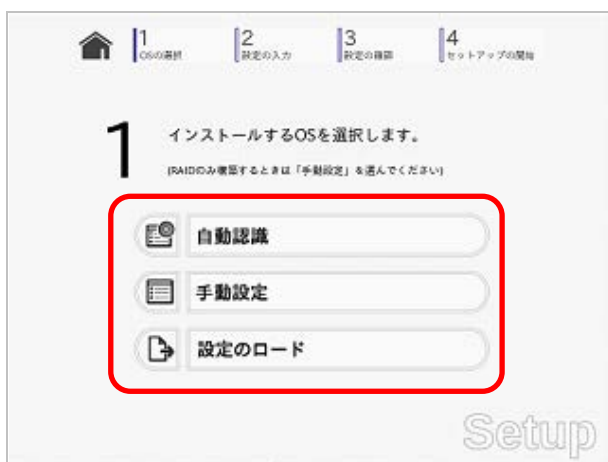 1
OSの選択
2
設定の入力
3
設定の確認
4
セットアップの開始
1
インストールするOSを選択します。
(RAIDのみ構築するときは「手動設定」を選んでください)
自動認識
手動設定
設定のロード
Setup